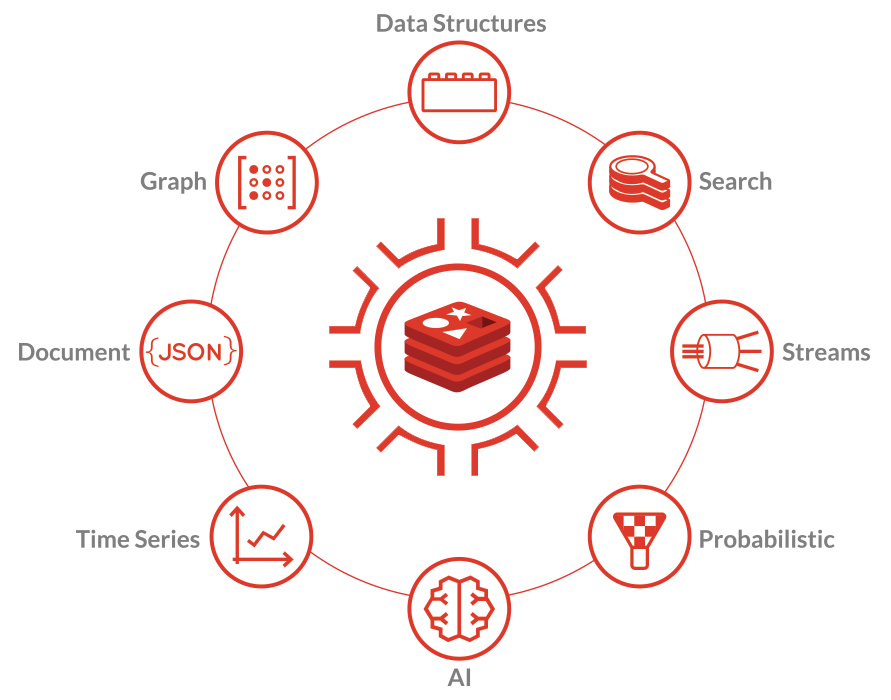 Data Structures
Graph
Search
Document
{JSON}
Streams
Time Series
Probabilistic
AI